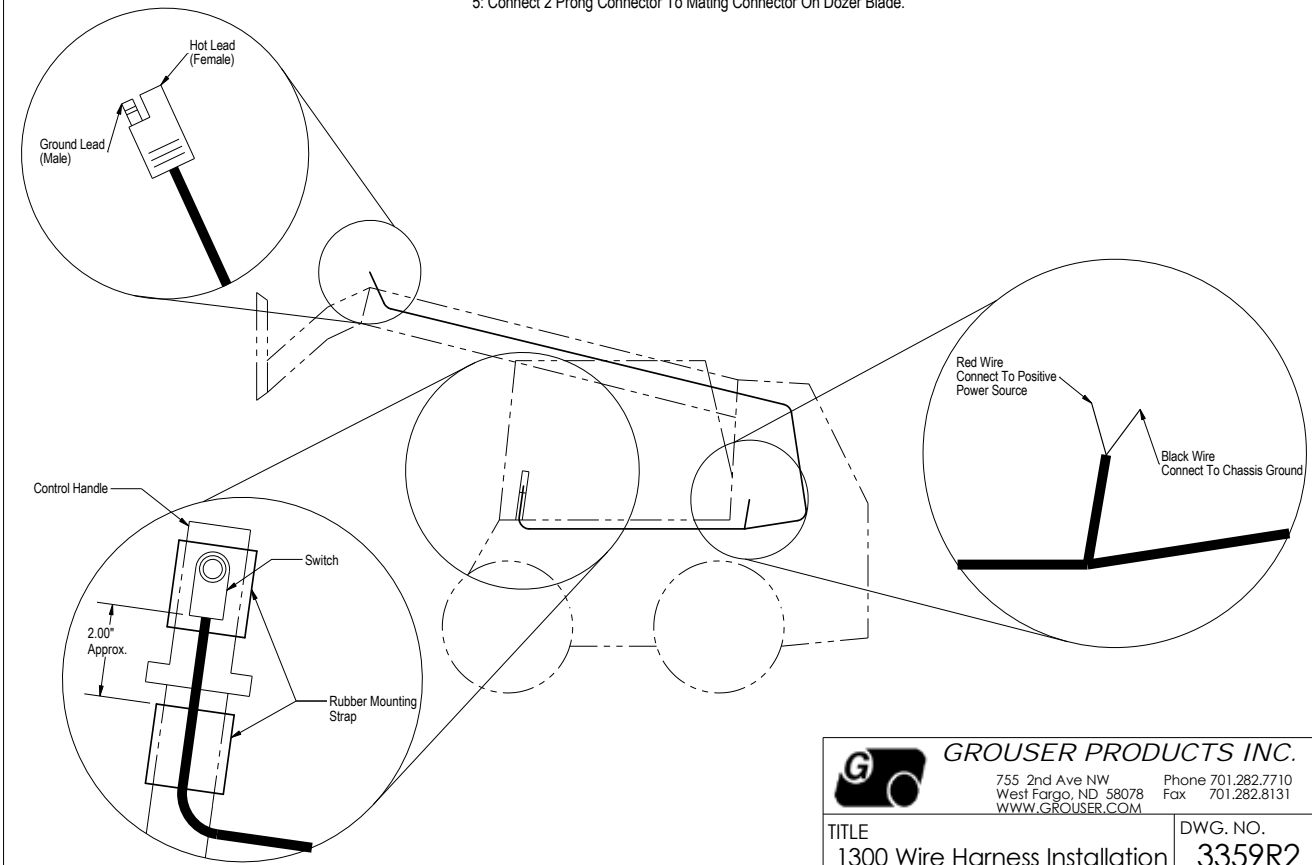 5: Connect 2 Prong Connector To Mating Connector On Dozer Blade.
Hot Lead
(Female)
Ground Lead
(Male)
Red Wire
Connect To Positive
Power Source
Black Wire
Connect To Chassis Ground
Control Handle
Switch
2.00"
Approx.
Rubber Mounting
Strap
G
GROUSER PRODUCTS INC.
755 2nd Ave NW
West Fargo, ND 58078
WWW.GROUSER.COM
Phone 701.282.7710
Fax 701.282.8131
TITLE
1300 Wire Harness Installation
DWG. NO.
3359R2